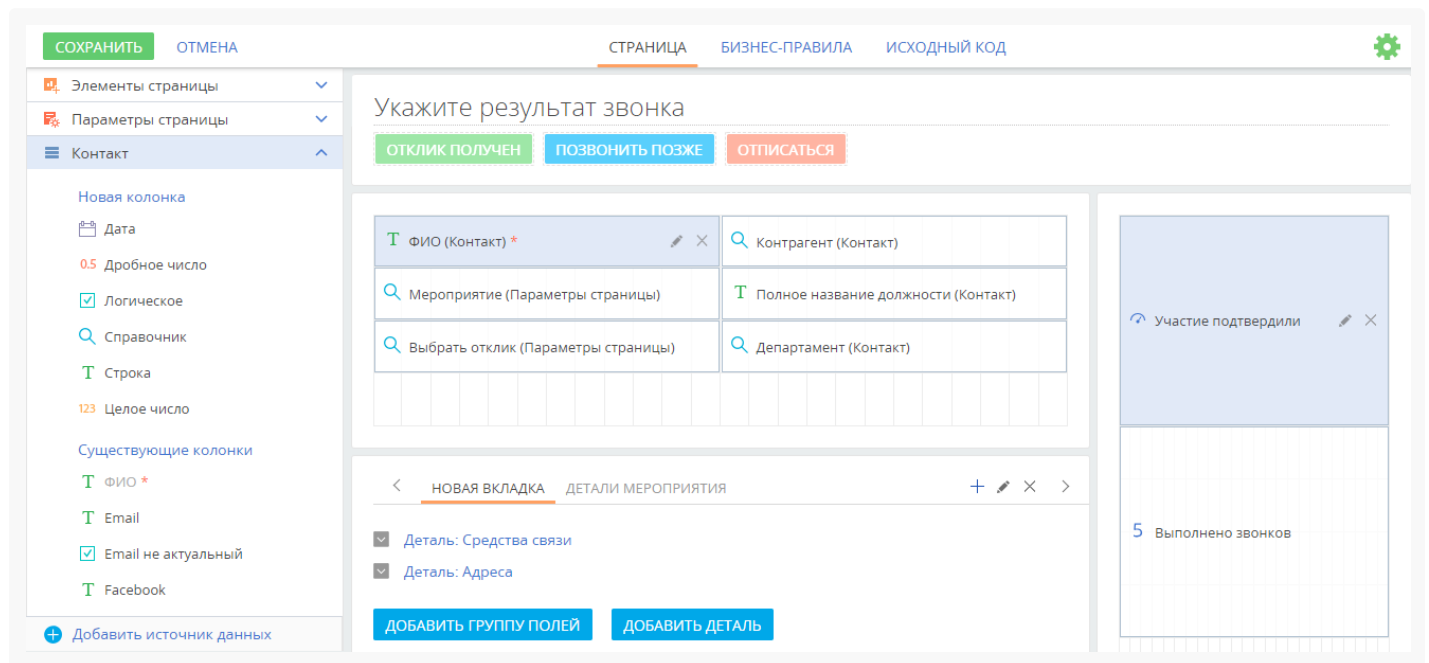 СОХРАНИТЬ ОТМЕНА СТРАНИЦА БИЗНЕС-ПРАВИЛА ИСХОДНЫЙ КОД
Элементы страницы
Параметры страницы
Контакт
Новая колонка
Дата
0.5 Дробное число
Логическое
Справочник
T Строка
123 Целое число
Существующие колонки
T ФИО *
T Email
Email не актуальный
T Facebook
Добавить источник данных
Укажите результат звонка
ОТКЛИК ПОЛУЧЕН ПОЗВОНИТЬ ПОЗЖЕ ОТПИСАТЬСЯ
T ФИО (Контакт) * Контрагент (Контакт)
Мероприятие (Параметры страницы) T Полное название должности (Контакт)
Выбрать отклик (Параметры страницы) Департамент (Контакт)
НОВАЯ ВКЛАДКА ДЕТАЛИ МЕРОПРИЯТИЯ
Деталь: Средства связи
Деталь: Адреса
ДОБАВИТЬ ГРУППУ ПОЛЕЙ ДОБАВИТЬ ДЕТАЛЬ
Участие подтвердили
5 Выполнено звонков